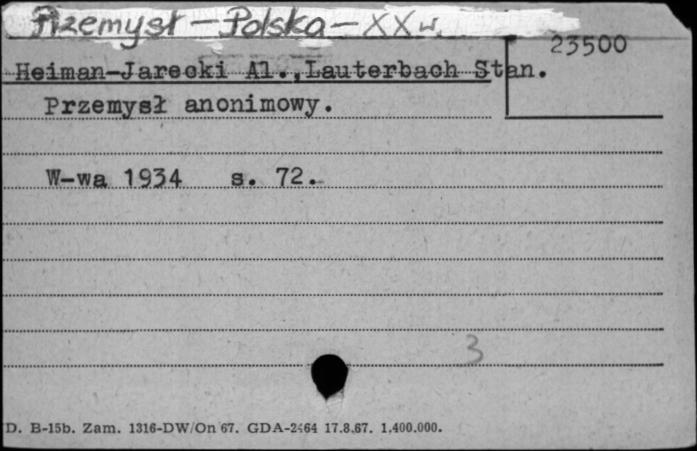 Przemysł - Polska - XX w.
23500
Heiman-Jarecki Al., Lauterbach Stan.
Przemysł anonimowy.
W-wa 1934 s. 72.
3
D. B-15b. Zam. 1316-DW/On 67. GDA-2464 17.8.67. 1.400.000.